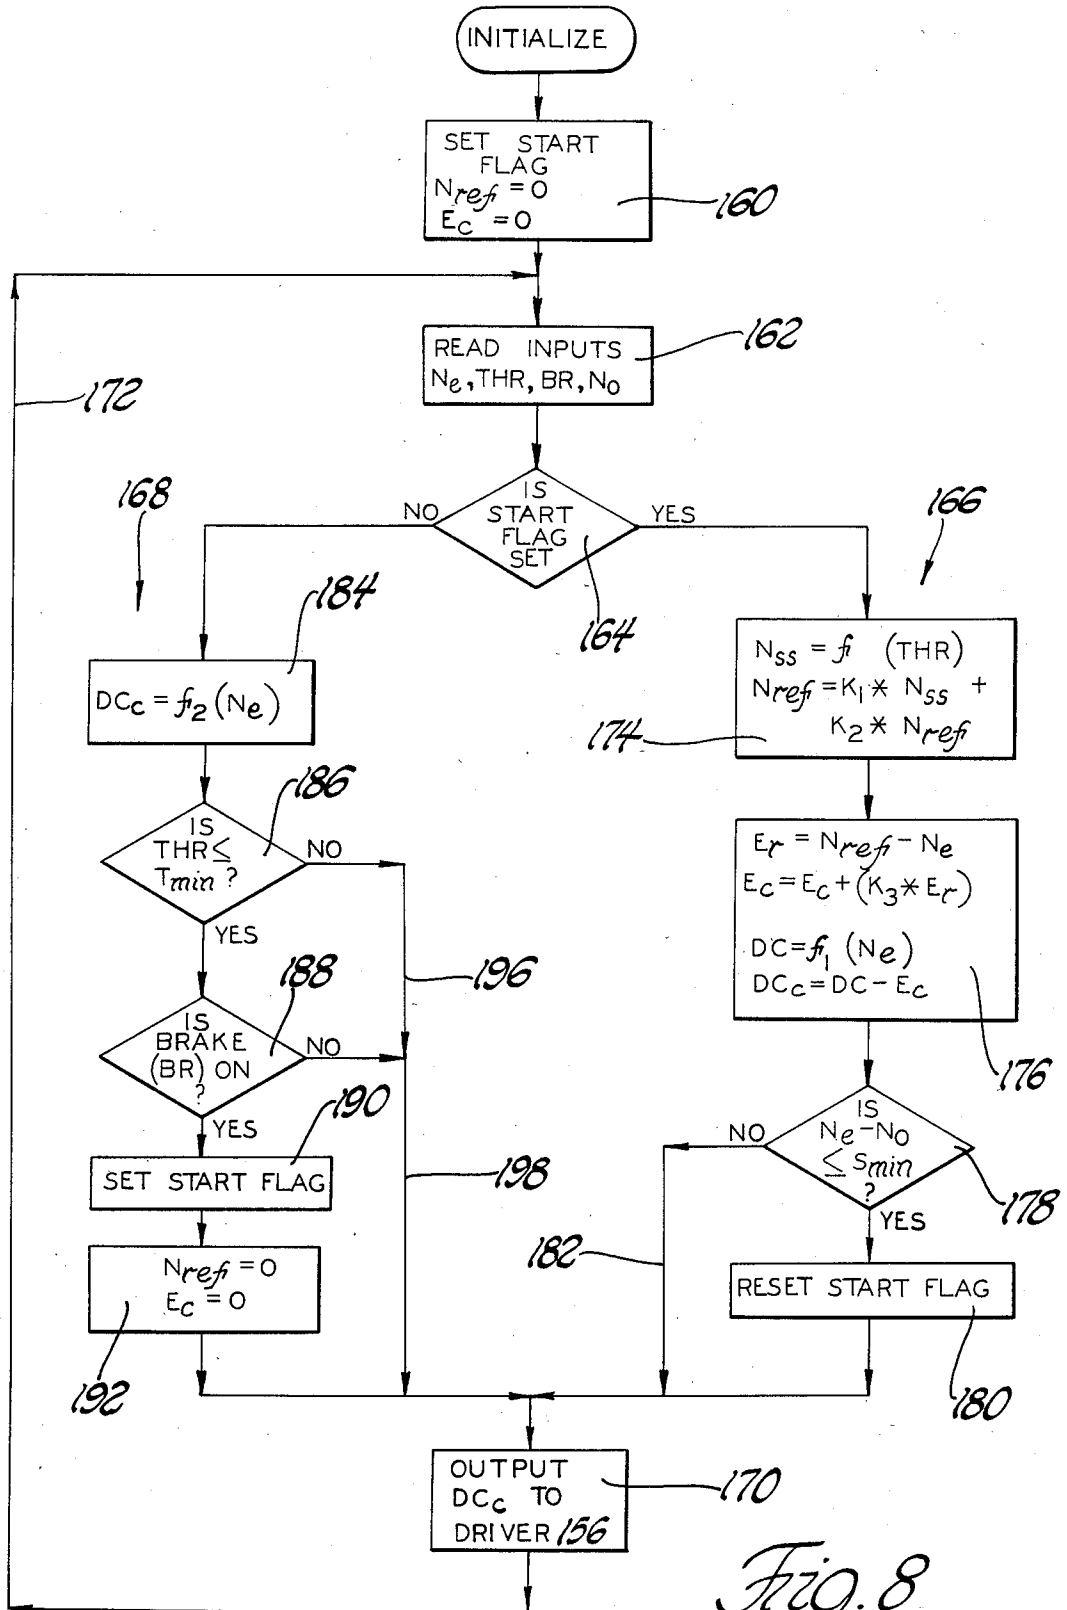 INITIALIZE
SET START
FLAG
Nref = 0
Ec = 0
160
READ INPUTS
Ne, THR, BR, No
162
172
168
NO
IS
START
FLAG
SET
YES
164
166
184
DCc = f2 (Ne)
Nss = f (THR)
Nref = K1 * Nss +
K2 * Nref
174
186
IS
THR ≤
Tmin ?
NO
YES
Er = Nref - Ne
Ec = Ec + (K3 * Er)
DC = f1 (Ne)
DCc = DC - Ec
176
196
188
IS
BRAKE
(BR) ON
?
NO
YES
190
SET START FLAG
198
IS
Ne - No
≤ Smin
?
NO
YES
178
182
Nref = 0
Ec = 0
192
RESET START FLAG
180
OUTPUT
DCc TO
DRIVER 156
170
Fig. 8